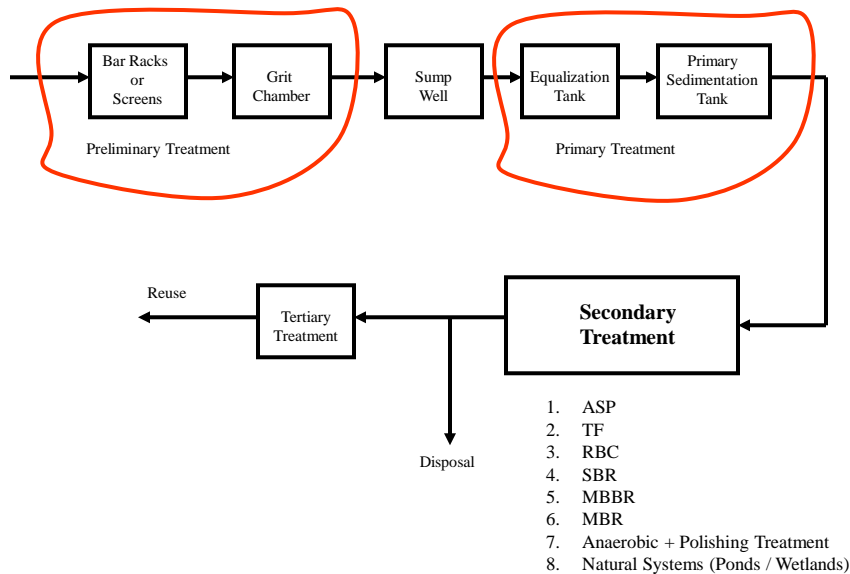 Bar Racks
or
Screens
Grit
Chamber
Sump
Well
Equalization
Tank
Primary
Sedimentation
Tank
Preliminary Treatment
Primary Treatment
Reuse
Tertiary
Treatment
Secondary
Treatment
Disposal
1. ASP
2. TF
3. RBC
4. SBR
5. MBBR
6. MBR
7. Anaerobic + Polishing Treatment
8. Natural Systems (Ponds / Wetlands)